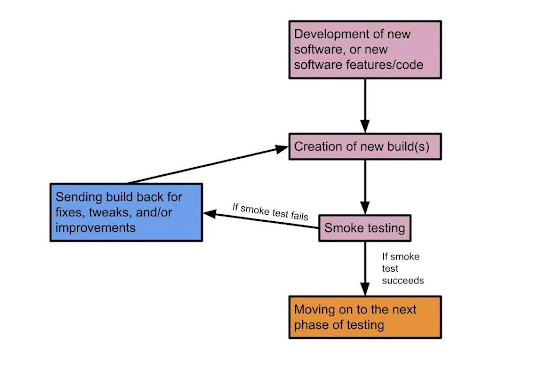 Development of new
software, or new
software features/code
Creation of new build(s)
Sending build back for
fixes, tweaks, and/or
improvements
If smoke test fails
Smoke testing
If smoke
test
succeeds
Moving on to the next
phase of testing